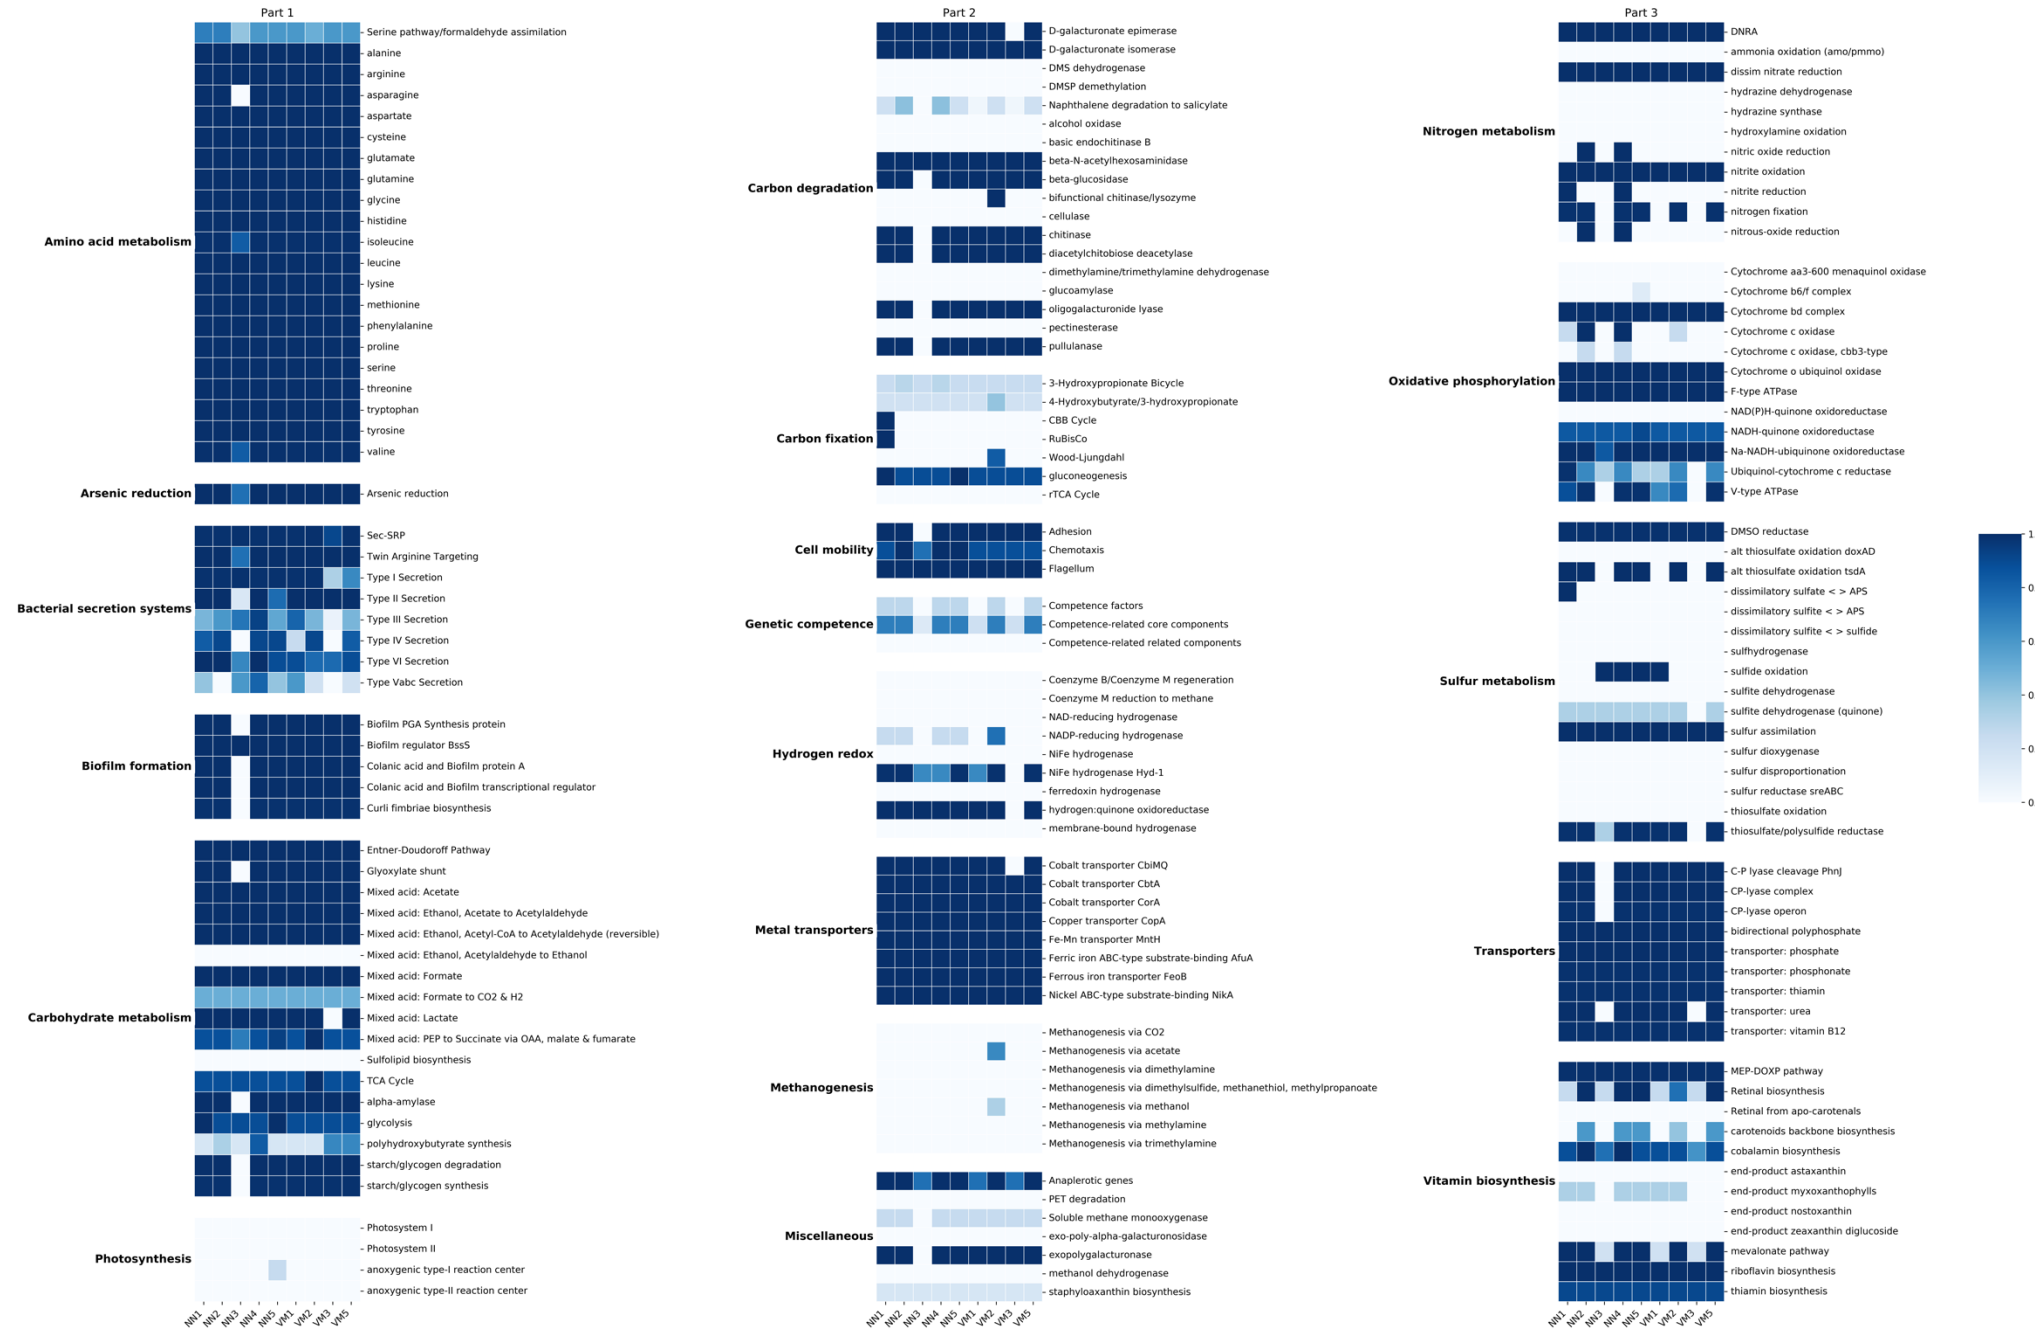 Part 1
Serine pathway/formaldehyde assimilation
alanine
arginine
asparagine
aspartate
cysteine
glutamate
glutamine
glycine
histidine
Amino acid metabolism
isoleucine
leucine
lysine
methionine
phenylalanine
proline
serine
threonine
tryptophan
tyrosine
valine
Arsenic reduction
Arsenic reduction
Sec-SRP
Twin Arginine Targeting
Type I Secretion
Type II Secretion
Bacterial secretion systems
Type III Secretion
Type IV Secretion
Type VI Secretion
Type Vabc Secretion
Biofilm PGA Synthesis protein
Biofilm regulator BssS
Biofilm formation
Colanic acid and Biofilm protein A
Colanic acid and Biofilm transcriptional regulator
Curli fimbriae biosynthesis
Entner-Doudoroff Pathway
Glyoxylate shunt
Mixed acid: Acetate
Mixed acid: Ethanol, Acetate to Acetylaldehyde
Mixed acid: Ethanol, Acetyl-CoA to Acetylaldehyde (reversible)
Mixed acid: Ethanol, Acetylaldehyde to Ethanol
Mixed acid: Formate
Mixed acid: Formate to CO2 & H2
Carbohydrate metabolism
Mixed acid: Lactate
Mixed acid: PEP to Succinate via OAA, malate & fumarate
Sulfolipid biosynthesis
TCA Cycle
alpha-amylase
glycolysis
polyhydroxybutyrate synthesis
starch/glycogen degradation
starch/glycogen synthesis
Photosystem I
Photosystem II
Photosynthesis
anoxygenic type-I reaction center
anoxygenic type-II reaction center
NN1
NN2
NN3
NN4
NN5
VM1
VM2
VM3
VM5
Part 2
D-galacturonate epimerase
D-galacturonate isomerase
DMS dehydrogenase
DMSP demethylation
Naphthalene degradation to salicylate
alcohol oxidase
basic endochitinase B
beta-N-acetylhexosaminidase
Carbon degradation
beta-glucosidase
bifunctional chitinase/lysozyme
cellulase
chitinase
diacetylchitobiose deacetylase
dimethylamine/trimethylamine dehydrogenase
glucoamylase
oligogalacturonide lyase
pectinesterase
pullulanase
3-Hydroxypropionate Bicycle
4-Hydroxybutyrate/3-hydroxypropionate
CBB Cycle
Carbon fixation
RuBisCo
Wood-Ljungdahl
gluconeogenesis
rTCA Cycle
Adhesion
Cell mobility
Chemotaxis
Flagellum
Competence factors
Genetic competence
Competence-related core components
Competence-related related components
Coenzyme B/Coenzyme M regeneration
Coenzyme M reduction to methane
NAD-reducing hydrogenase
NADP-reducing hydrogenase
Hydrogen redox
NiFe hydrogenase
NiFe hydrogenase Hyd-1
ferredoxin hydrogenase
hydrogen:quinone oxidoreductase
membrane-bound hydrogenase
Cobalt transporter CbiMQ
Cobalt transporter CbtA
Cobalt transporter CorA
Copper transporter CopA
Metal transporters
Fe-Mn transporter MntH
Ferric iron ABC-type substrate-binding AfuA
Ferrous iron transporter FeoB
Nickel ABC-type substrate-binding NikA
Methanogenesis via CO2
Methanogenesis via acetate
Methanogenesis via dimethylamine
Methanogenesis
Methanogenesis via dimethylsulfide, methanethiol, methylpropanoate
Methanogenesis via methanol
Methanogenesis via methylamine
Methanogenesis via trimethylamine
Anaplerotic genes
PET degradation
Soluble methane monooxygenase
Miscellaneous
exo-poly-alpha-galacturonosidase
exopolygalacturonase
methanol dehydrogenase
staphyloaxanthin biosynthesis
NN1
NN2
NN3
NN4
NN5
VM1
VM2
VM3
VM5
Part 3
DNRA
ammonia oxidation (amo/pmmo)
dissim nitrate reduction
hydrazine dehydrogenase
hydrazine synthase
Nitrogen metabolism
hydroxylamine oxidation
nitric oxide reduction
nitrite oxidation
nitrite reduction
nitrogen fixation
nitrous-oxide reduction
Cytochrome aa3-600 menaquinol oxidase
Cytochrome b6/f complex
Cytochrome bd complex
Cytochrome c oxidase
Cytochrome c oxidase, cbb3-type
Oxidative phosphorylation
Cytochrome o ubiquinol oxidase
F-type ATPase
NAD(P)H-quinone oxidoreductase
NADH-quinone oxidoreductase
Na-NADH-ubiquinone oxidoreductase
Ubiquinol-cytochrome c reductase
V-type ATPase
DMSO reductase
alt thiosulfate oxidation doxAD
alt thiosulfate oxidation tsdA
dissimilatory sulfate < > APS
dissimilatory sulfite < > APS
dissimilatory sulfite < > sulfide
sulfhydrogenase
Sulfur metabolism
sulfide oxidation
sulfite dehydrogenase
sulfite dehydrogenase (quinone)
sulfur assimilation
sulfur dioxygenase
sulfur disproportionation
sulfur reductase sreABC
thiosulfate oxidation
thiosulfate/polysulfide reductase
C-P lyase cleavage PhnJ
CP-lyase complex
CP-lyase operon
bidirectional polyphosphate
Transporters
transporter: phosphate
transporter: phosphonate
transporter: thiamin
transporter: urea
transporter: vitamin B12
MEP-DOXP pathway
Retinal biosynthesis
Retinal from apo-carotenals
carotenoids backbone biosynthesis
cobalamin biosynthesis
Vitamin biosynthesis
end-product astaxanthin
end-product myxoxanthophylls
end-product nostoxanthin
end-product zeaxanthin diglucoside
mevalonate pathway
riboflavin biosynthesis
thiamin biosynthesis
NN1
NN2
NN3
NN4
NN5
VM1
VM2
VM3
VM5
1.
0.
0.
0.
0.
0.